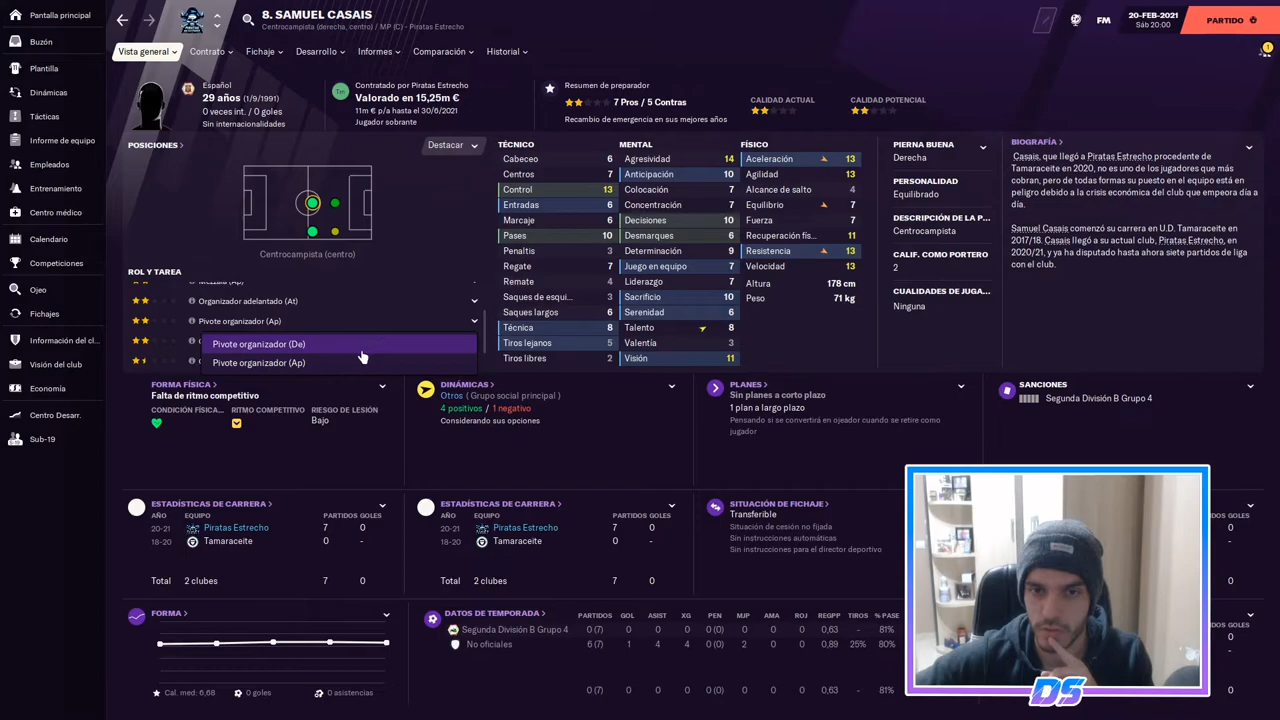 Pantalla principal
Buzón
Plantilla
Dinámicas
Tácticas
Informe de equipo
Empleados
Entrenamiento
Centro médico
Calendario
Competiciones
Ojeo
Fichajes
Información del cl...
Visión del club
Economía
Centro Desarr.
Sub-19
8. SAMUEL CASAIS
Centrocampista (derecha, centro) / MP (C) - Piratas Estrecho
FM
20-FEB-2021
Sáb 20:00
PARTIDO
Vista general
Contrato
Fichaje
Desarrollo
Informes
Comparación
Historial
1
Español
29 años (1/9/1991)
0 veces int. / 0 goles
Sin internacionalidades
Tm
Contratado por Piratas Estrecho
Valorado en 15,25m €
11m € p/a hasta el 30/6/2021
Jugador sobrante
Resumen de preparador
7 Pros / 5 Contras
Recambio de emergencia en sus mejores años
CALIDAD ACTUAL
CALIDAD POTENCIAL
POSICIONES
Destacar
Centrocampista (centro)
ROL Y TAREA
Organizador adelantado (At)
Pivote organizador (Ap)
Pivote organizador (De)
Pivote organizador (Ap)
TÉCNICO
Cabeceo 6
Centros 7
Control 13
Entradas 6
Marcaje 6
Pases 10
Penaltis 3
Regate 7
Remate 4
Saques de esqui... 3
Saques largos 6
Técnica 8
Tiros lejanos 5
Tiros libres 2
MENTAL
Agresividad 14
Anticipación 10
Colocación 7
Concentración 7
Decisiones 10
Desmarques 6
Determinación 9
Juego en equipo 7
Liderazgo 7
Sacrificio 10
Serenidad 6
Talento 8
Valentía 3
Visión 11
FÍSICO
Aceleración 13
Agilidad 13
Alcance de salto 4
Equilibrio 7
Fuerza 7
Recuperación fís... 11
Resistencia 13
Velocidad 13
Altura 178 cm
Peso 71 kg
PIERNA BUENA
Derecha
PERSONALIDAD
Equilibrado
DESCRIPCIÓN DE LA P...
Centrocampista
CALIF. COMO PORTERO
2
CUALIDADES DE JUGA...
Ninguna
BIOGRAFÍA
Casais, que llegó a Piratas Estrecho procedente de
Tamaraceite en 2020, no es uno de los jugadores que más
cobran, pero de todas formas su puesto en el equipo está en
peligro debido a la crisis económica del club que empeora día a
día.
Samuel Casais comenzó su carrera en U.D. Tamaraceite en
2017/18. Casais llegó a su actual club, Piratas Estrecho, en
2020/21, y ya ha disputado hasta ahora siete partidos de liga
con el club.
FORMA FÍSICA
Falta de ritmo competitivo
CONDICIÓN FÍSICA...
RITMO COMPETITIVO
RIESGO DE LESIÓN
Bajo
DINÁMICAS
Otros ( Grupo social principal )
4 positivos / 1 negativo
Considerando sus opciones
PLANES
Sin planes a corto plazo
1 plan a largo plazo
Pensando si se convertirá en ojeador cuando se retire como
jugador
SANCIONES
Segunda División B Grupo 4
ESTADÍSTICAS DE CARRERA
AÑO EQUIPO PARTIDOS GOLES
20-21 Piratas Estrecho 7 0
18-20 Tamaraceite 0 -
Total 2 clubes 7 0
ESTADÍSTICAS DE CARRERA
AÑO EQUIPO PARTIDOS GOLES
20-21 Piratas Estrecho 7 0
18-20 Tamaraceite 0 -
Total 2 clubes 7 0
SITUACIÓN DE FICHAJE
Transferible
Situación de cesión no fijada
Sin instrucciones automáticas
Sin instrucciones para el director deportivo
GOLES
0
-
0
FORMA
Cal. med: 6,68
0 goles
0 asistencias
DATOS DE TEMPORADA
PARTIDOS GOL ASIST XG PEN MJP AMA ROJ REGPP TIROS % PASE
Segunda División B Grupo 4 0 (7) 0 0 0 0 (0) 0 0 0 0,63 - 81%
No oficiales 6 (7) 1 4 4 0 (0) 2 0 0 0,89 25% 80%
0 (7) 0 0 0 0 (0) 0 0 0 0,63 - 81%
DS